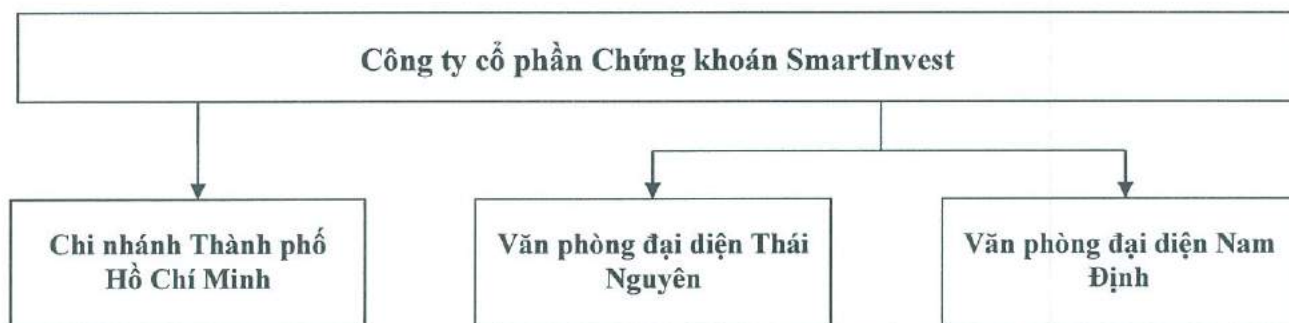 Công ty cổ phần Chứng khoán SmartInvest
Chi nhánh Thành phố
Hồ Chí Minh
Văn phòng đại diện Thái
Nguyên
Văn phòng đại diện Nam
Định